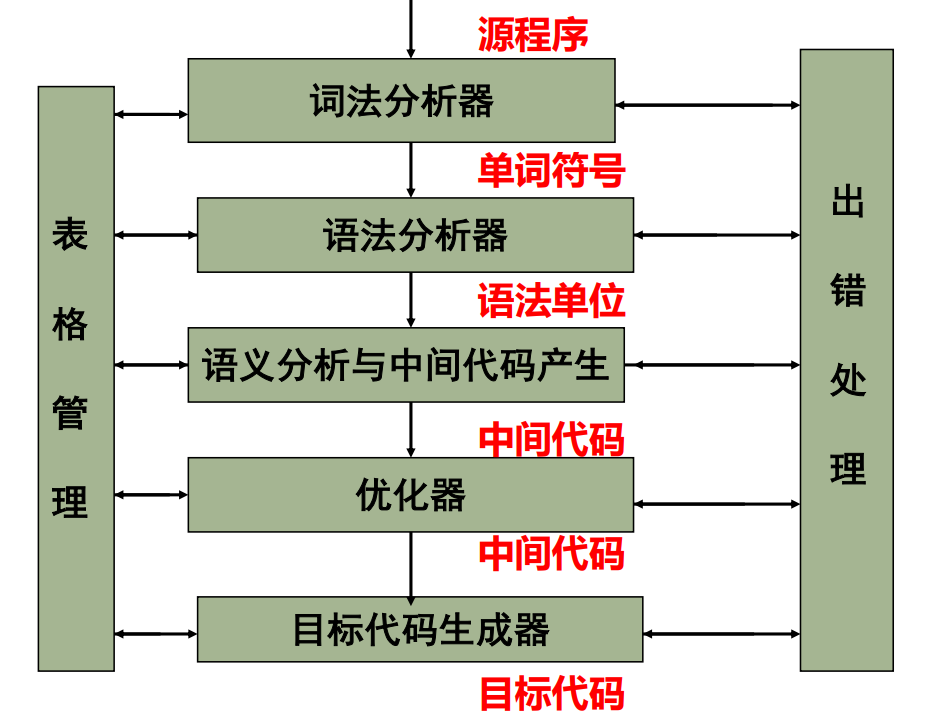 源程序
词法分析器
单词符号
语法分析器
语法单位
语义分析与中间代码产生
中间代码
优化器
中间代码
目标代码生成器
目标代码
表格管理
出错处理